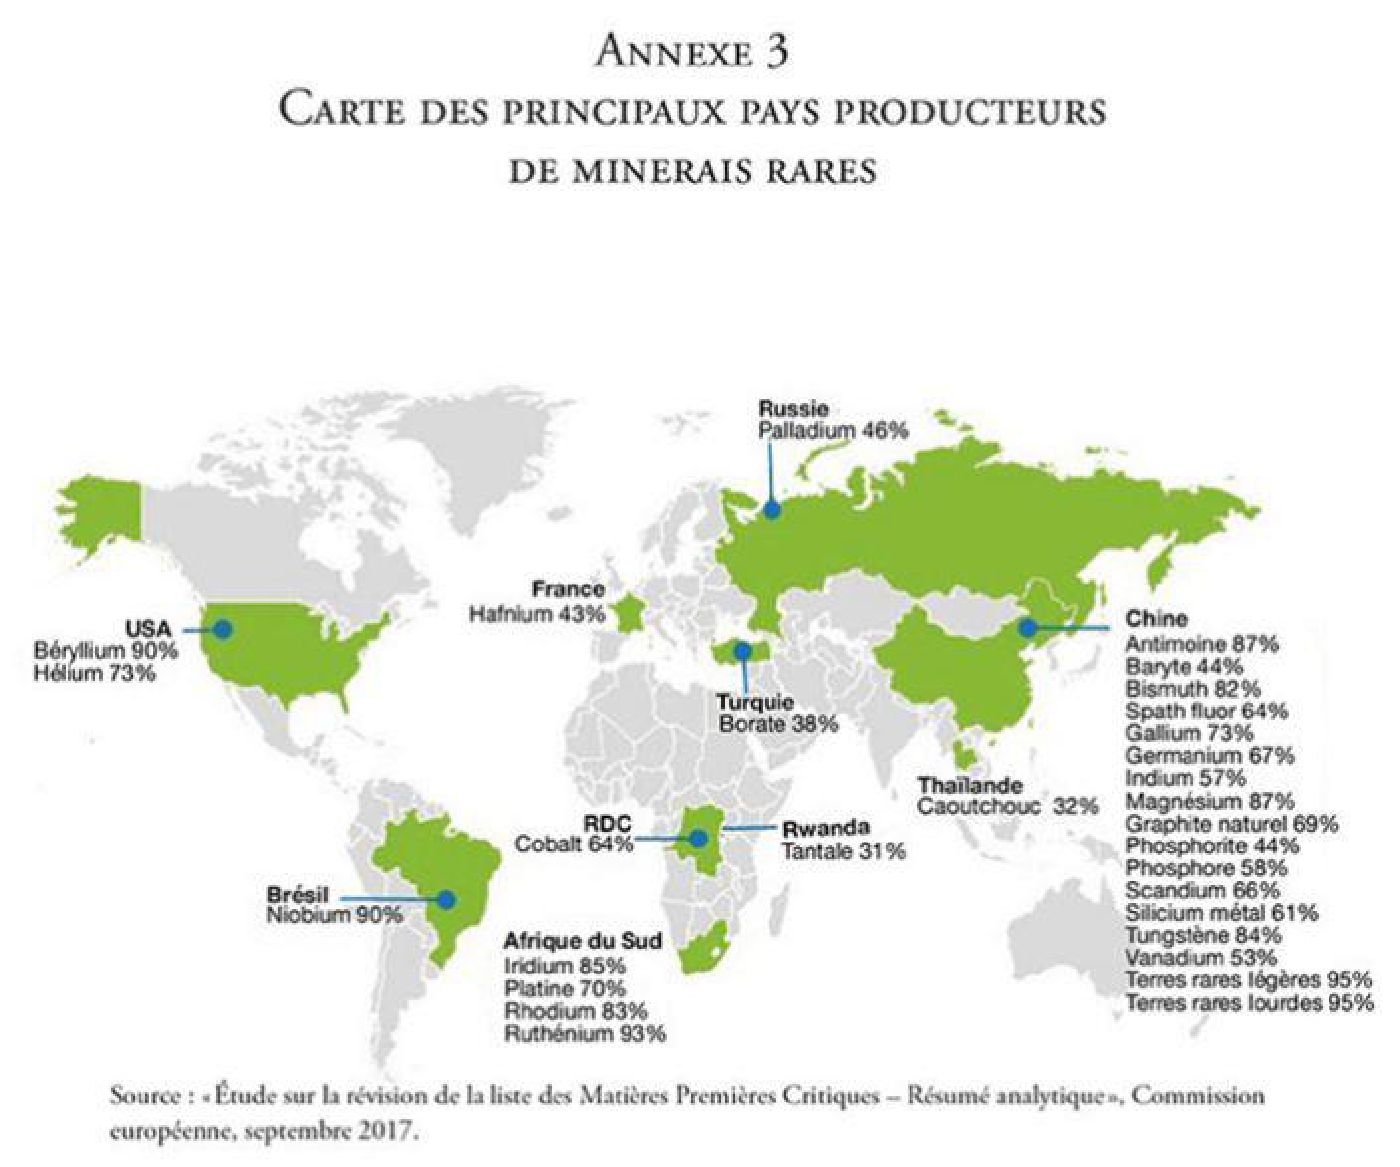 ANNEXE 3
CARTE DES PRINCIPAUX PAYS PRODUCTEURS
DE MINERAIS RARES
Russie
Palladium 46%
France
Hafnium 43%
USA
Béryllium 90%
Hélium 73%
Chine
Antimoine 87%
Baryte 44%
Bismuth 82%
Spath fluor 64%
Gallium 73%
Germanium 67%
Indium 57%
Magnésium 87%
Graphite naturel 69%
Phosphorite 44%
Phosphore 58%
Scandium 66%
Silicium métal 61%
Tungstène 84%
Vanadium 53%
Terres rares légères 95%
Terres rares lourdes 95%
Turquie
Borate 38%
Thaïlande
Caoutchouc 32%
RDC
Cobalt 64%
Rwanda
Tantale 31%
Brésil
Niobium 90%
Afrique du Sud
Iridium 85%
Platine 70%
Rhodium 83%
Ruthénium 93%
Source : « Étude sur la révision de la liste des Matières Premières Critiques – Résumé analytique », Commission
européenne, septembre 2017.